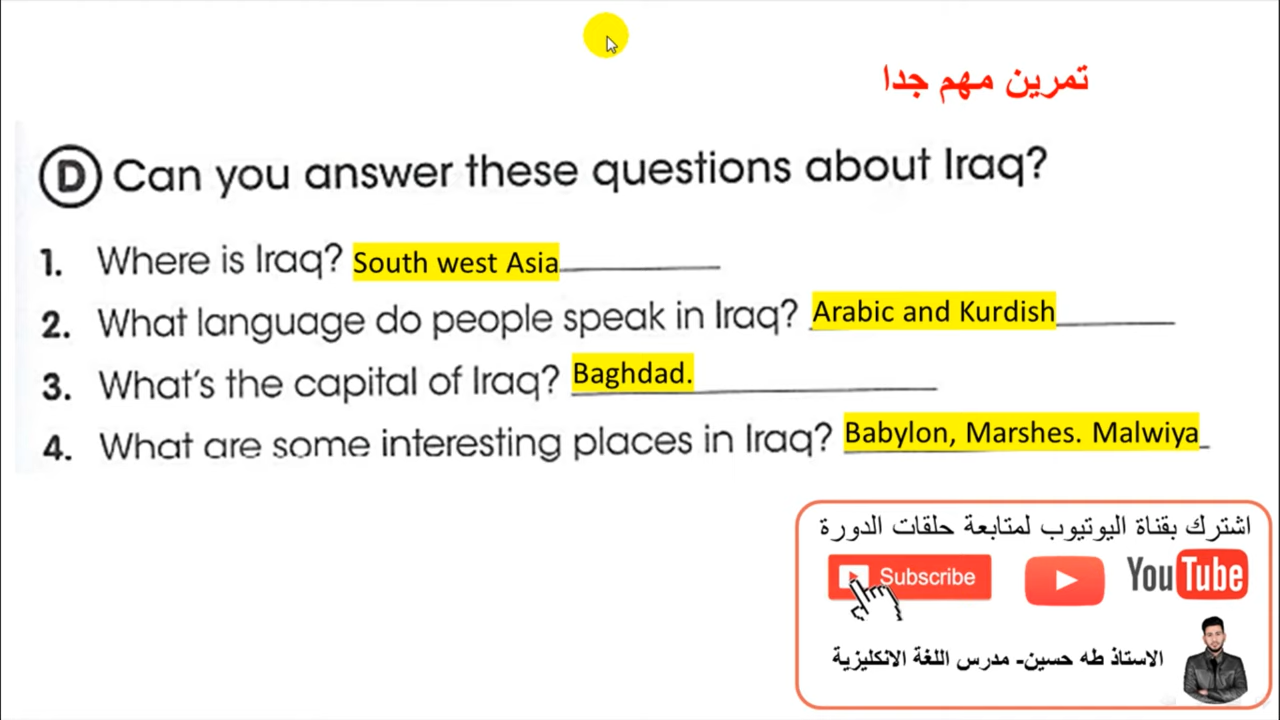 تمرين مهم جدا
D Can you answer these questions about Iraq?
1. Where is Iraq? South west Asia
2. What language do people speak in Iraq? Arabic and Kurdish
3. What's the capital of Iraq? Baghdad.
4. What are some interesting places in Iraq? Babylon, Marshes. Malwiya
اشترك بقناة اليوتيوب لمتابعة حلقات الدورة
Subscribe YouTube
الاستاذ طه حسين- مدرس اللغة الانكليزية